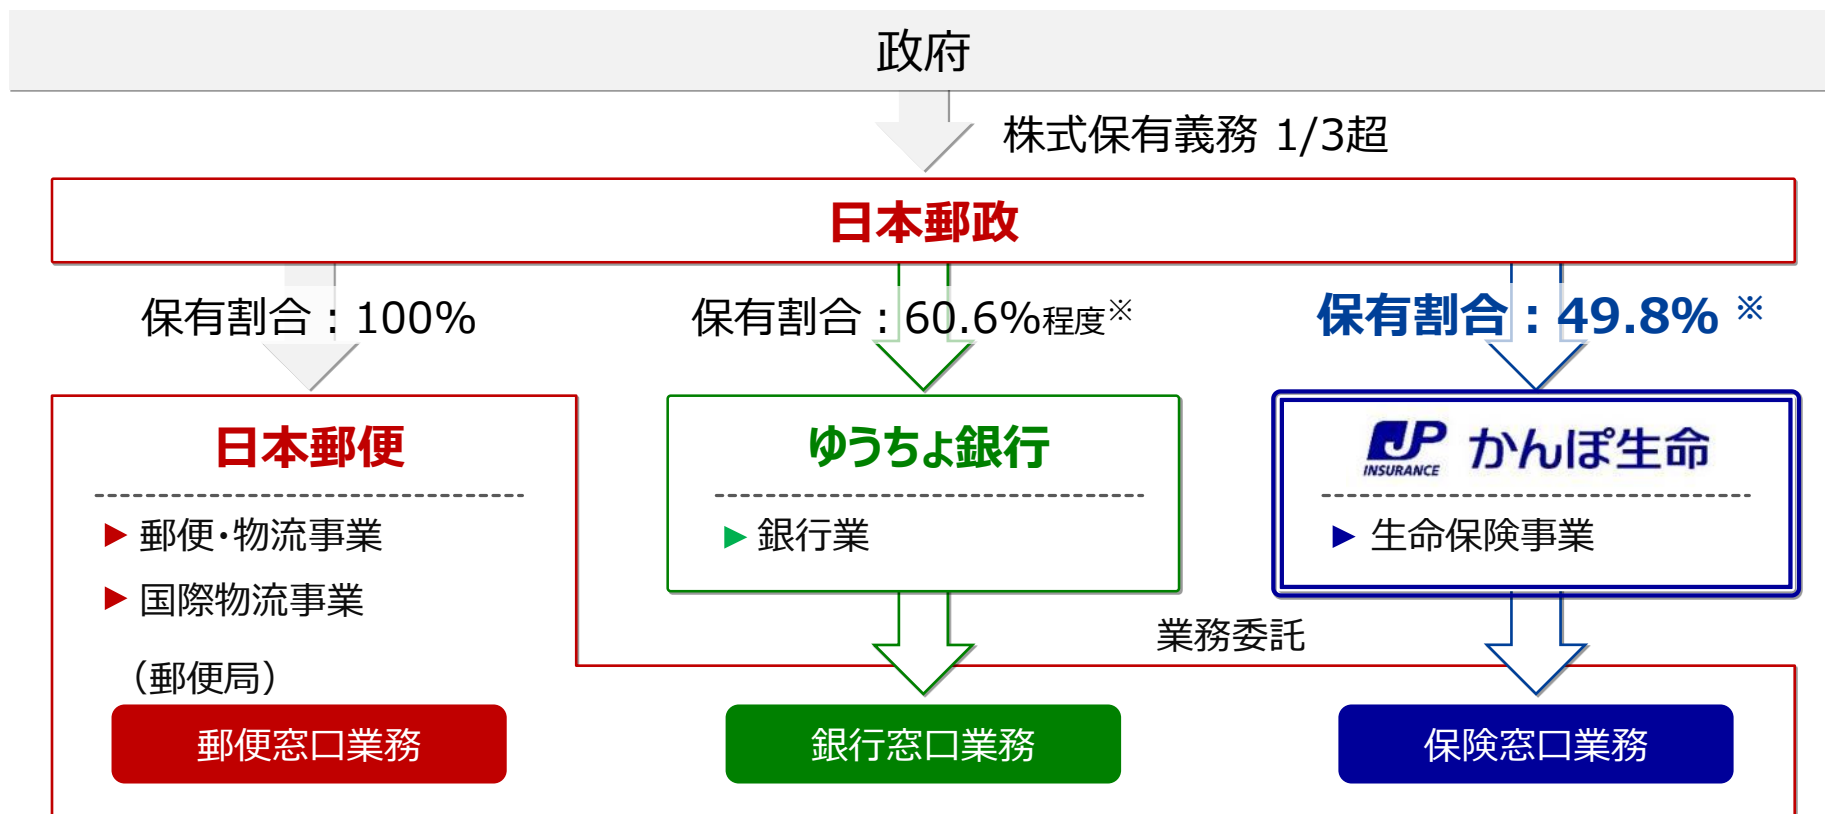 政府
株式保有義務 1/3超
日本郵政
保有割合：100%
保有割合：60.6%程度※
保有割合：49.8% ※
日本郵便
ゆうちょ銀行
JP INSURANCE かんぽ生命
▶ 郵便・物流事業
▶ 銀行業
▶ 生命保険事業
▶ 国際物流事業
業務委託
（郵便局）
郵便窓口業務
銀行窓口業務
保険窓口業務